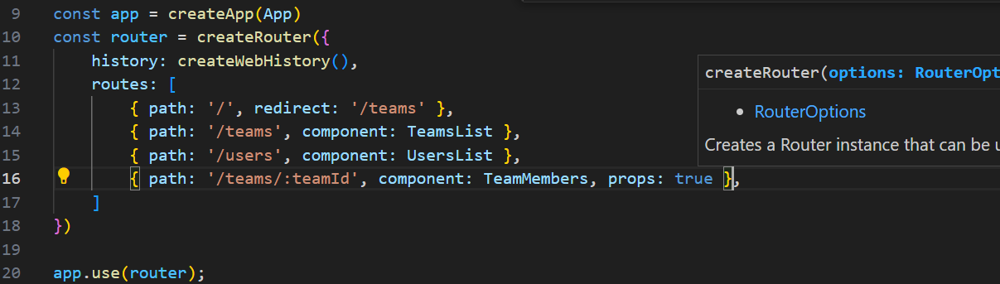 9 const app = createApp(App)
10 const router = createRouter({
11 history: createWebHistory(),
12 routes: [
13 { path: '/', redirect: '/teams' },
14 { path: '/teams', component: TeamsList },
15 { path: '/users', component: UsersList },
16 { path: '/teams/:teamId', component: TeamMembers, props: true },
17 ]
18 })
19
20 app.use(router);
createRouter(options: RouterOpt
• RouterOptions
Creates a Router instance that can be u